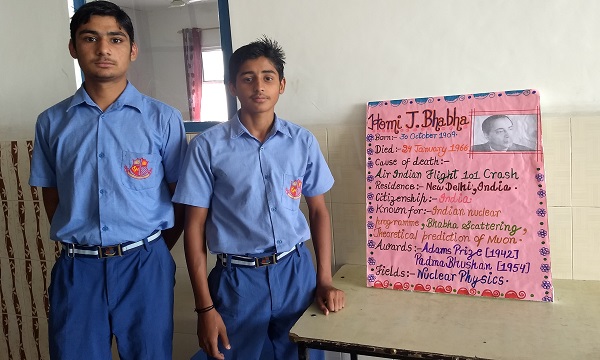 Homi J. Bhabha
Born:- 30 October 1909
Died:- 24 January 1966
Cause of death:-
Air Indian Flight 101 Crash
Residence:- New Delhi, India.
Citizenship:- India.
Known for:- Indian nuclear
programme, Bhabha Scattering,
Theoretical prediction of Muon.
Awards:- Adams Prize [1942]
Padma Bhushan [1954]
Fields:- Nuclear Physics.